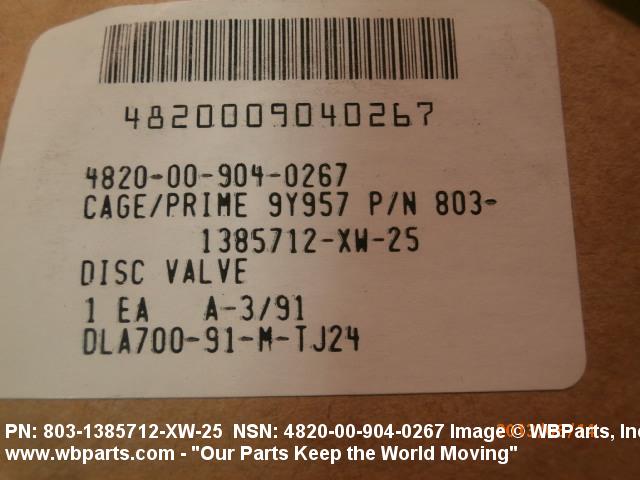 4820009040267
4820-00-904-0267
CAGE/PRIME 9Y957 P/N 803-
1385712-XW-25
DISC VALVE
1 EA A-3/91
DLA700-91-M-TJ24
PN: 803-1385712-XW-25 NSN: 4820-00-904-0267 Image © WBParts, Inc
www.wbparts.com - "Our Parts Keep the World Moving"